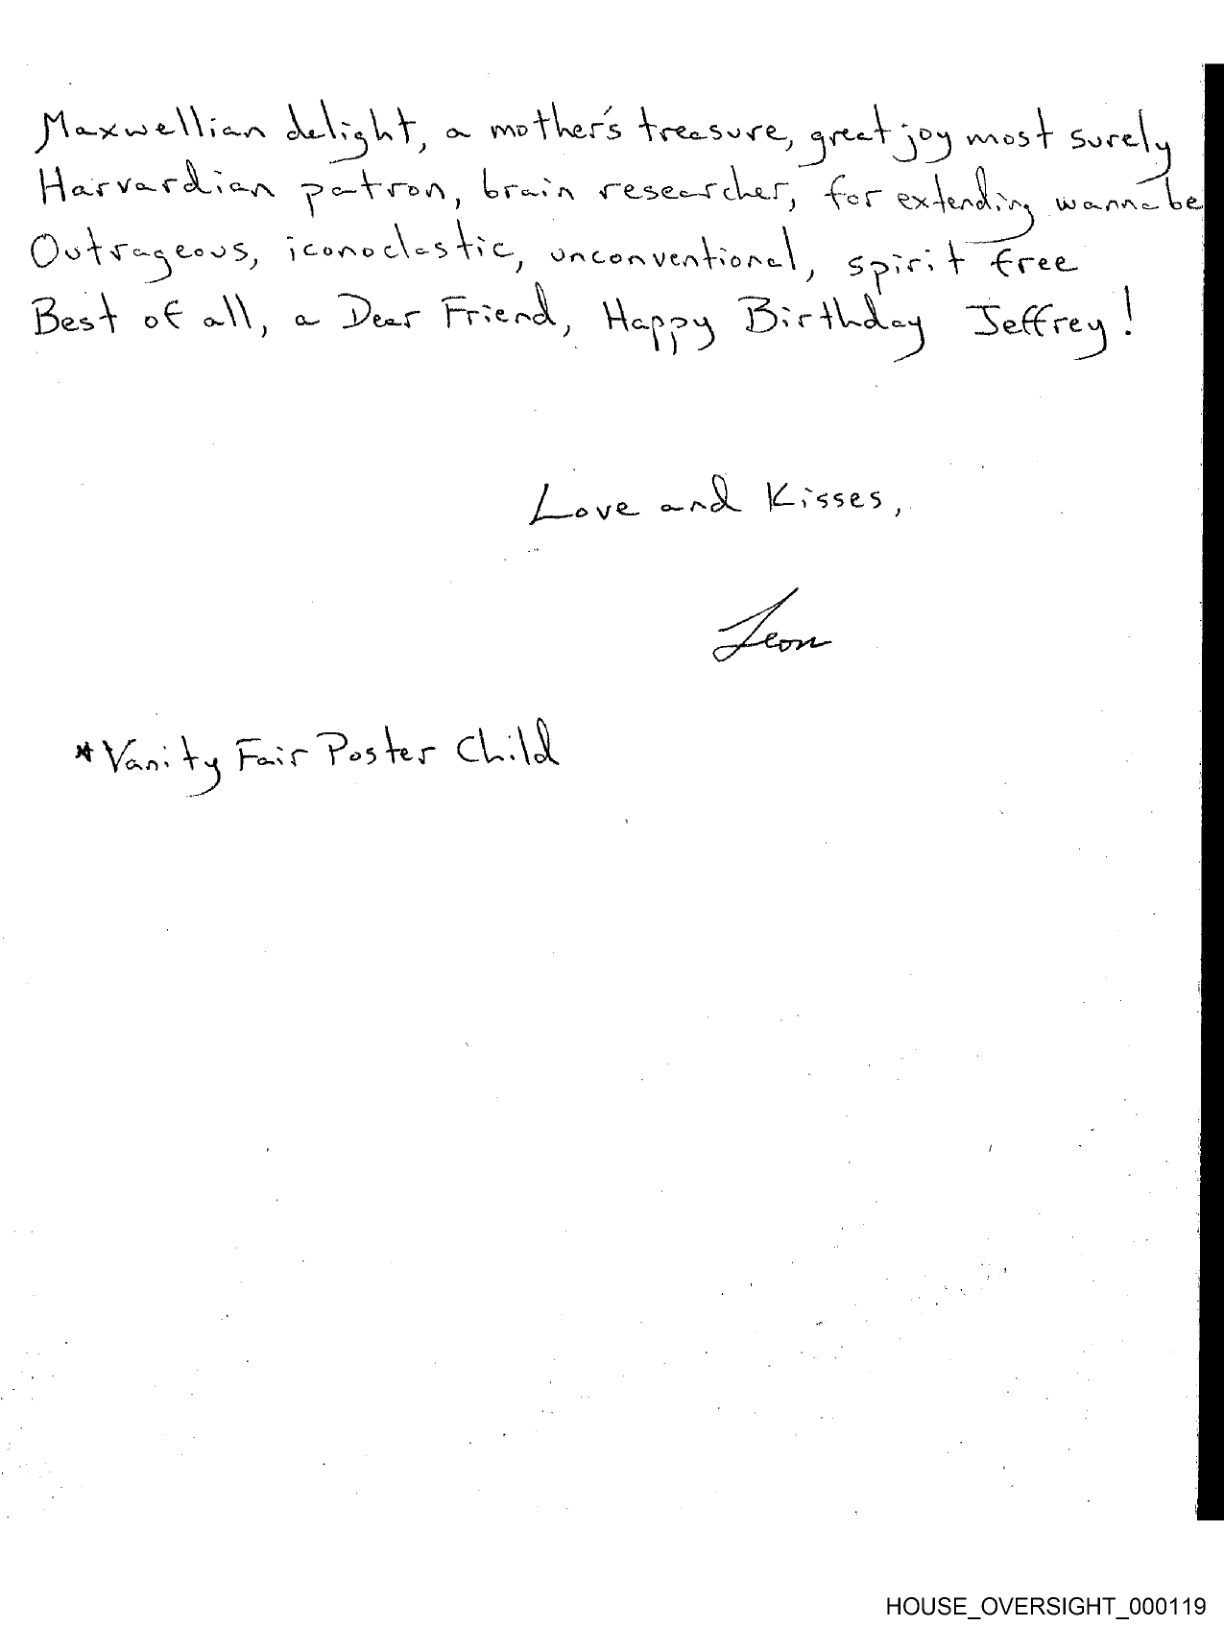 Maxwellian delight, a mother's treasure, great joy most surely
Harvardian patron, brain researcher, for extending wannabe
Outrageous, iconoclastic, unconventional, spirit free
Best of all, a Dear Friend, Happy Birthday Jeffrey!
Love and Kisses,
Leon
*Vanity Fair Poster Child
HOUSE_OVERSIGHT_000119